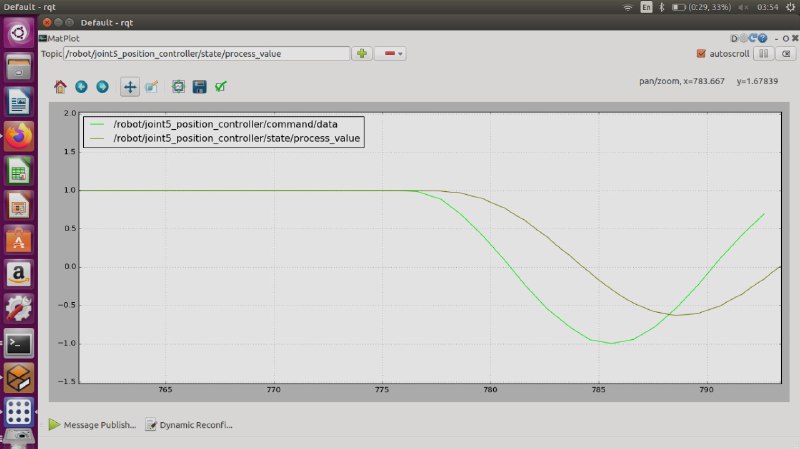 Default - rqt
En
(0:29, 33%)
03:54
Default - rqt
MatPlot
D
- O
Topic
/robot/joint5_position_controller/state/process_value
autoscroll
pan/zoom, x=783.667 y=1.67839
/robot/joint5_position_controller/command/data
/robot/joint5_position_controller/state/process_value
2.0
1.5
1.0
0.5
0.0
−0.5
−1.0
−1.5
765 770 775 780 785 790
Message Publish...
Dynamic Reconfi...